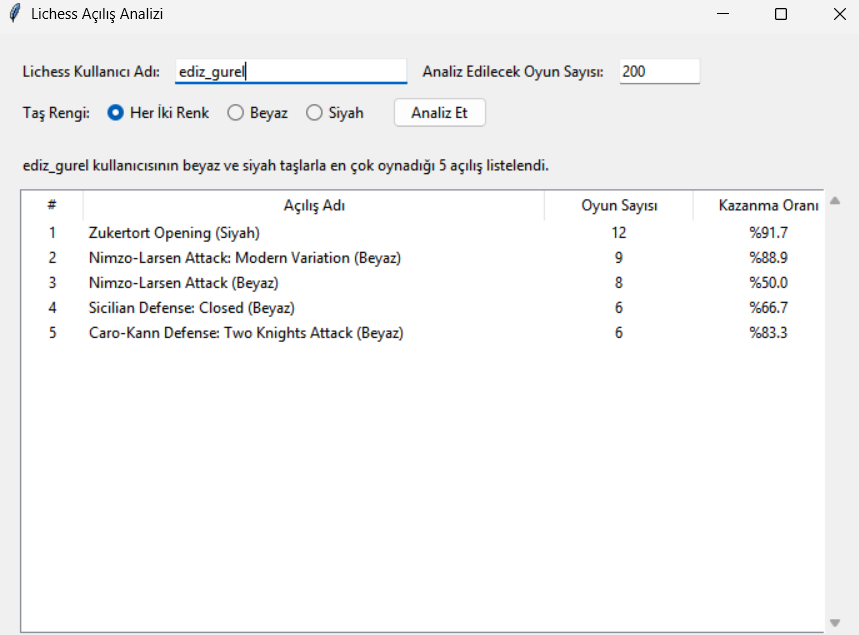 Lichess Açılış Analizi
Lichess Kullanıcı Adı: ediz_gurel Analiz Edilecek Oyun Sayısı: 200
Taş Rengi: Her İki Renk Beyaz Siyah Analiz Et
ediz_gurel kullanıcısının beyaz ve siyah taşlarla en çok oynadığı 5 açılış listelendi.
# Açılış Adı Oyun Sayısı Kazanma Oranı
1 Zukertort Opening (Siyah) 12 %91.7
2 Nimzo-Larsen Attack: Modern Variation (Beyaz) 9 %88.9
3 Nimzo-Larsen Attack (Beyaz) 8 %50.0
4 Sicilian Defense: Closed (Beyaz) 6 %66.7
5 Caro-Kann Defense: Two Knights Attack (Beyaz) 6 %83.3